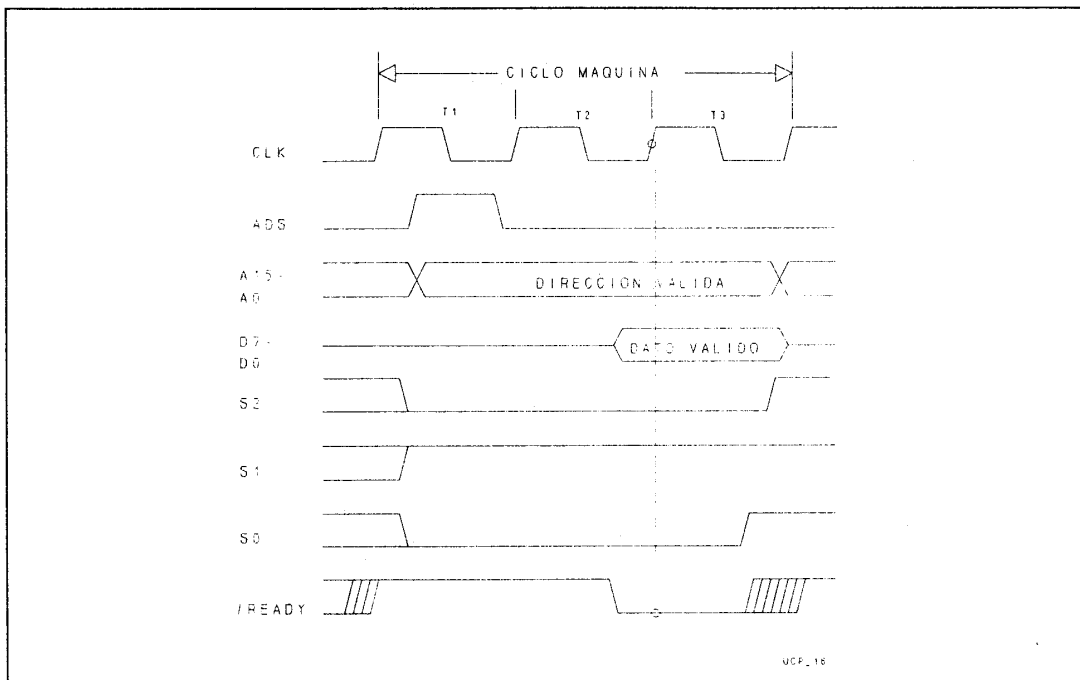 CICLO MAQUINA
T1 T2 T3
CLK
ADS
A15-
A0
DIRECCION VALIDA
D7-
D0
DATO VALIDO
S2
S1
S0
/READY
UCP_16